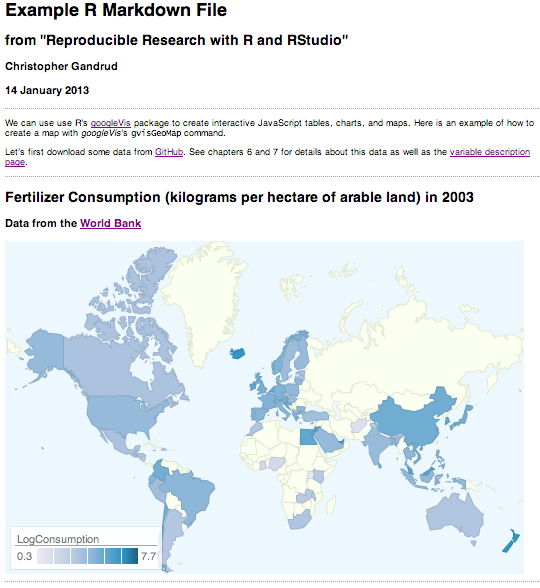 Example R Markdown File
from "Reproducible Research with R and RStudio"
Christopher Gandrud
14 January 2013
We can use use R's googleVis package to create interactive JavaScript tables, charts, and maps. Here is an example of how to
create a map with googleVis's gvisGeoMap command.
Let's first download some data from GitHub. See chapters 6 and 7 for details about this data as well as the variable description
page.
Fertilizer Consumption (kilograms per hectare of arable land) in 2003
Data from the World Bank
LogConsumption
0.3 7.7